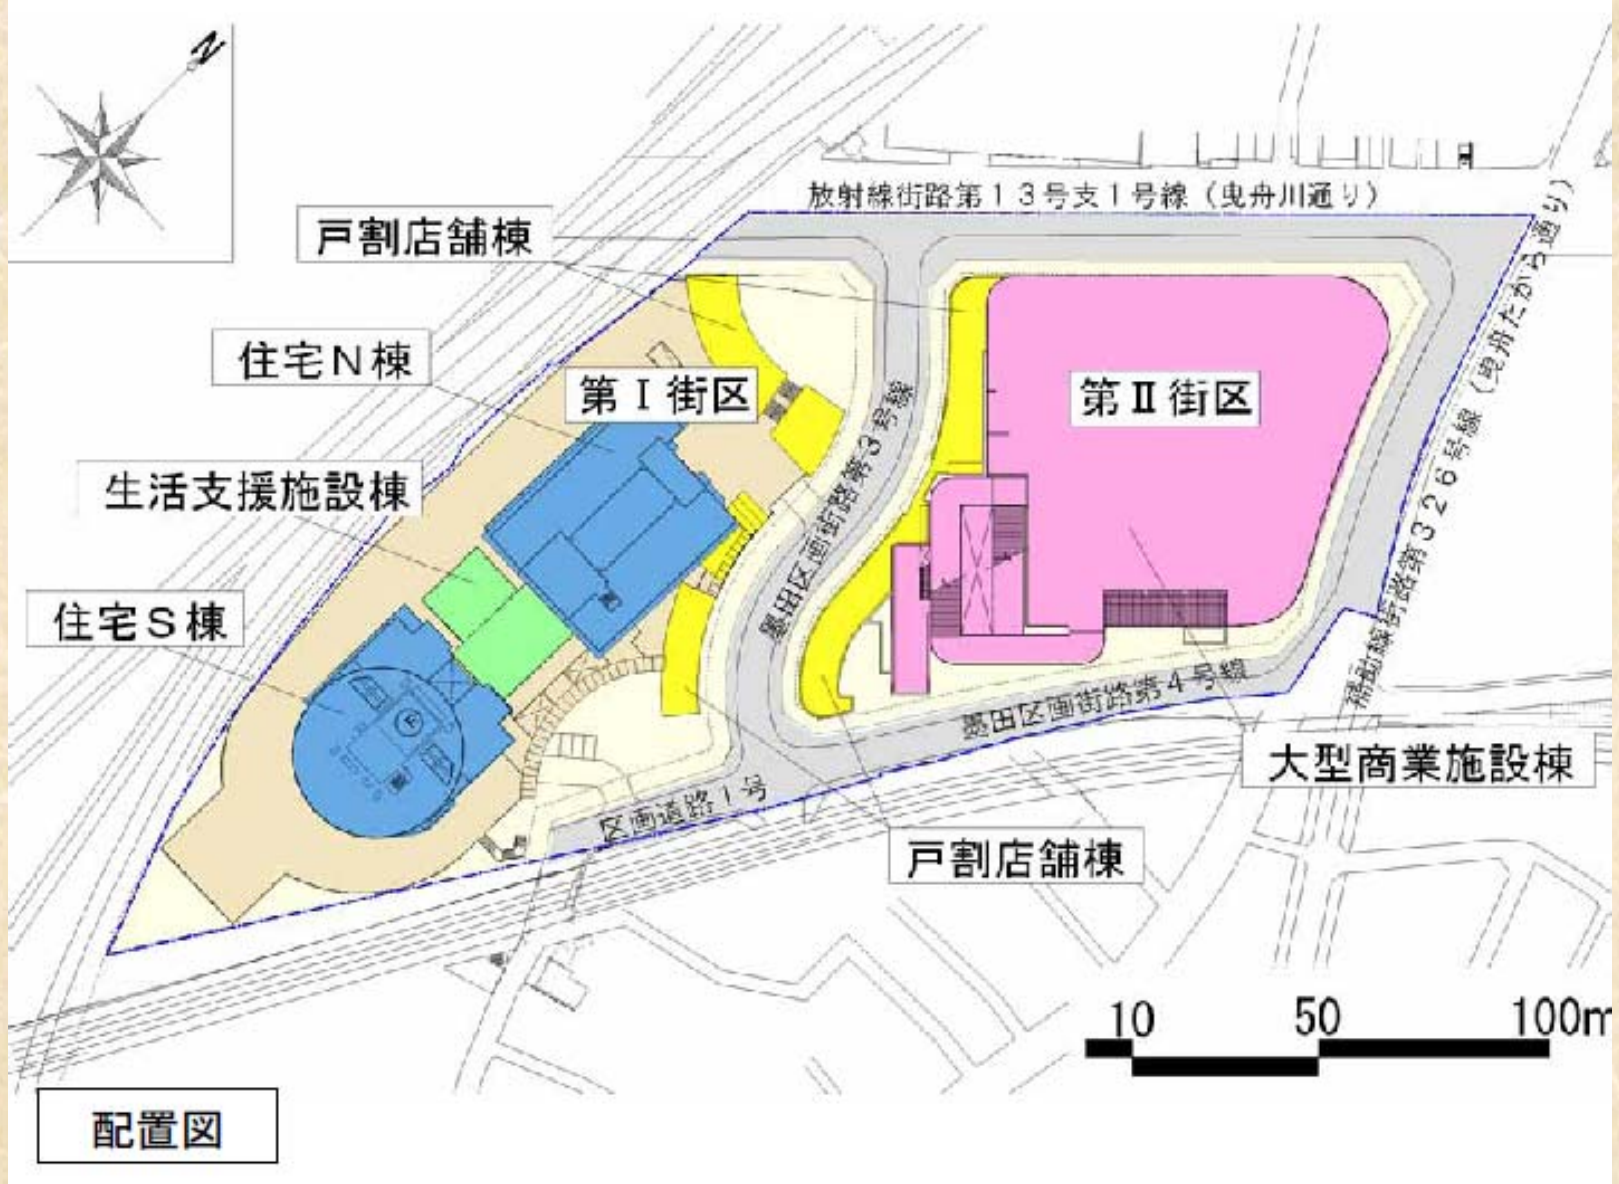 N
放射線街路第１３号支１号線（曳舟川通り）
戸割店舗棟
住宅Ｎ棟
第Ⅰ街区
第Ⅱ街区
生活支援施設棟
住宅Ｓ棟
墨田区画街路第３号線
補助線街路第３２６号線（曳舟たから通り）
墨田区画街路第４号線
大型商業施設棟
区画道路１号
戸割店舗棟
10 50 100m
配置図